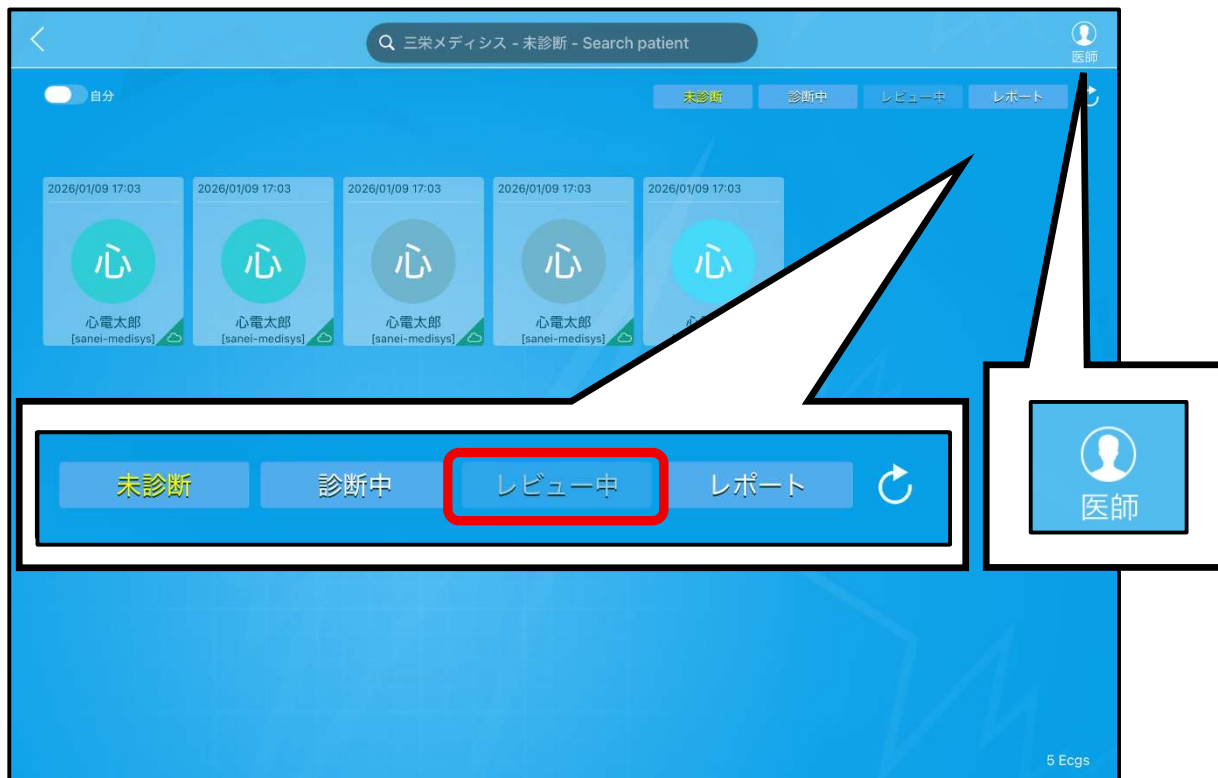 三栄メディシス - 未診断 - Search patient
医師
自分
未診断 診断中 レビュー中 レポート
2026/01/09 17:03 2026/01/09 17:03 2026/01/09 17:03 2026/01/09 17:03 2026/01/09 17:03
心 心 心 心 心
心電太郎 心電太郎 心電太郎 心電太郎
[sanei-medisys] [sanei-medisys] [sanei-medisys] [sanei-medisys]
未診断 診断中 レビュー中 レポート
医師
5 Ecgs